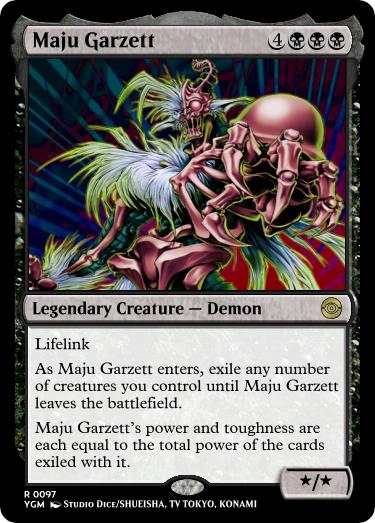 Maju Garzett 4
Legendary Creature — Demon
Lifelink
As Maju Garzett enters, exile any number
of creatures you control until Maju Garzett
leaves the battlefield.
Maju Garzett's power and toughness are
each equal to the total power of the cards
exiled with it.
★/★
R 0097
YGM Studio Dice/SHUEISHA, TV TOKYO, KONAMI